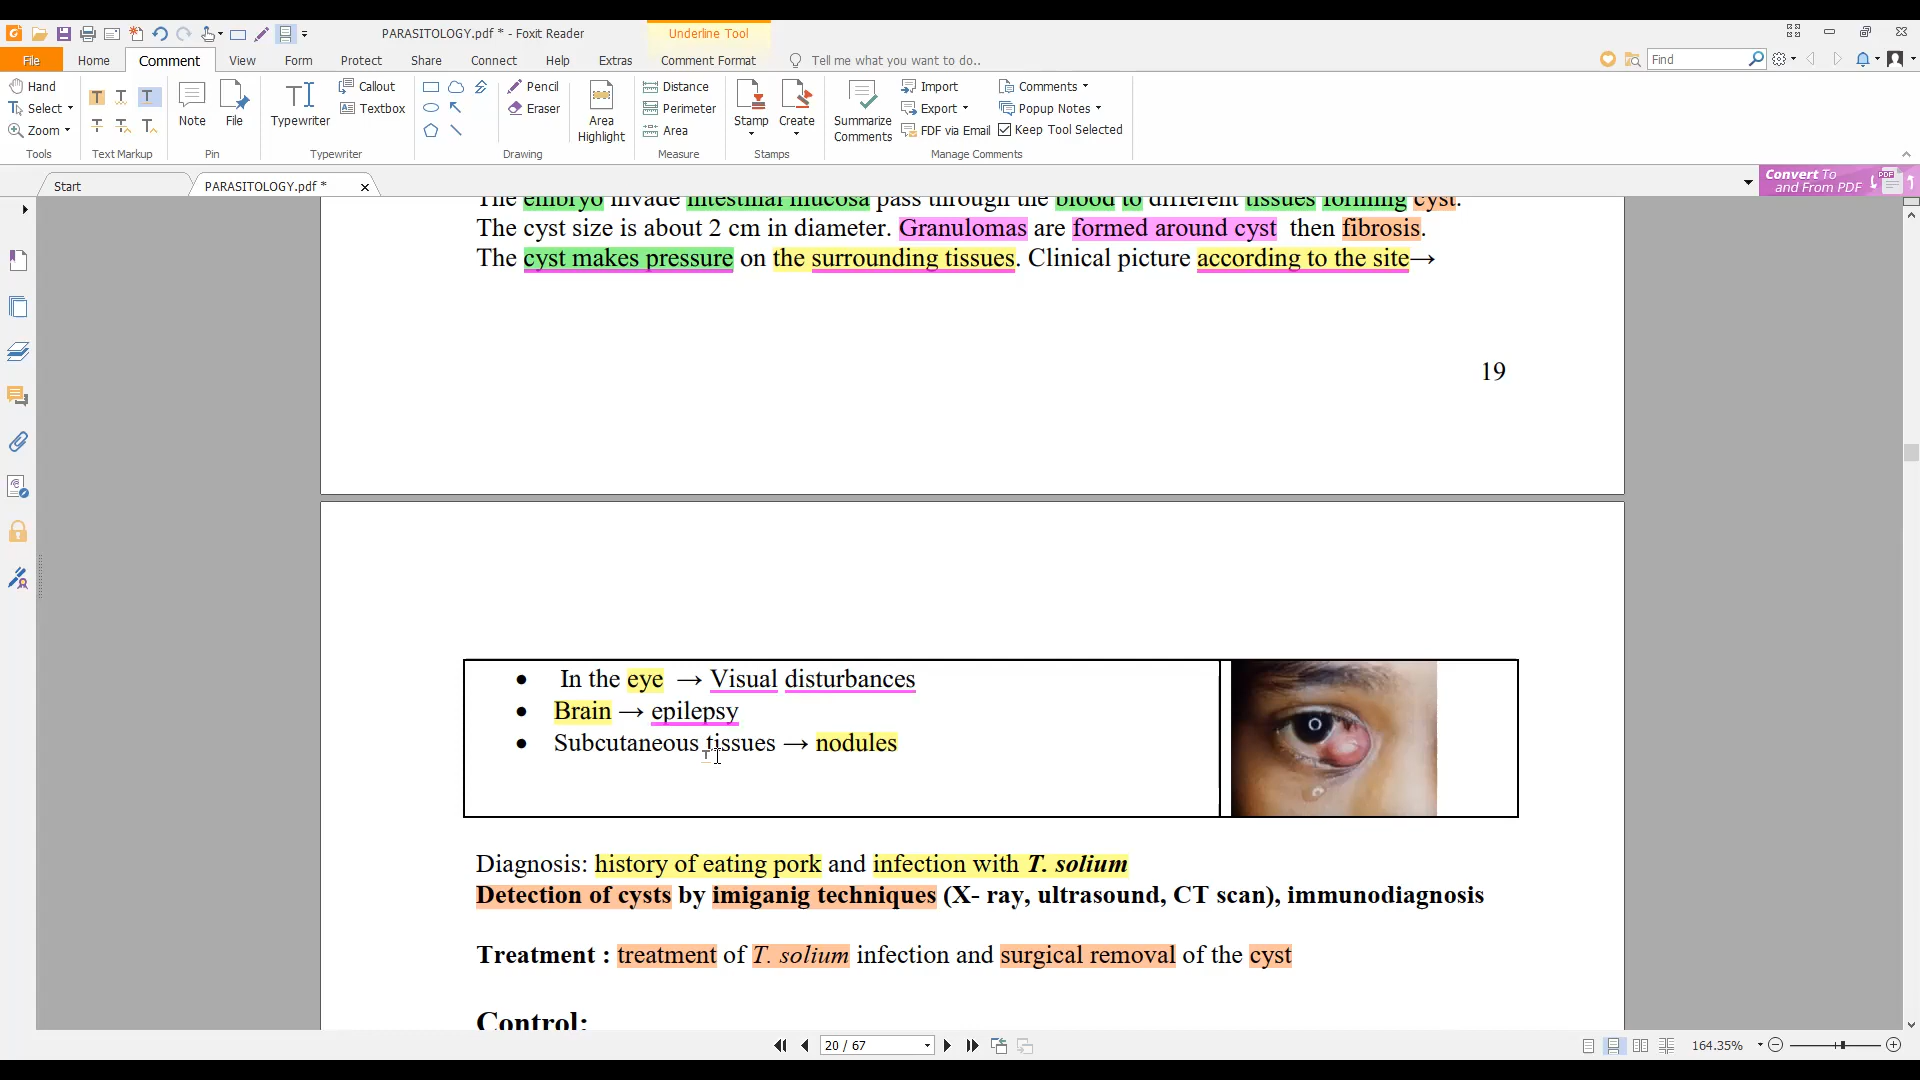 PARASITOLOGY.pdf * - Foxit Reader
Underline Tool
File Home Comment View Form Protect Share Connect Help Extras Comment Format Tell me what you want to do.. Find
Hand
Select
Zoom
Tools
Text Markup
Note File
Pin
Typewriter Callout
Textbox
Typewriter
Pencil
Eraser
Drawing
Area
Highlight
Distance
Perimeter
Area
Measure
Stamp Create
Stamps
Summarize
Comments
Import
Export
FDF via Email
Comments
Popup Notes
Keep Tool Selected
Manage Comments
Start PARASITOLOGY.pdf *
Convert To
and From PDF
PDF
The embryo invade intestinal mucosa pass through the blood to different tissues forming cyst.
The cyst size is about 2 cm in diameter. Granulomas are formed around cyst then fibrosis.
The cyst makes pressure on the surrounding tissues. Clinical picture according to the site→
19
• In the eye → Visual disturbances
• Brain → epilepsy
• Subcutaneous tissues → nodules
Diagnosis: history of eating pork and infection with T. solium
Detection of cysts by imiganig techniques (X- ray, ultrasound, CT scan), immunodiagnosis
Treatment : treatment of T. solium infection and surgical removal of the cyst
Control:
20 / 67
164.35%